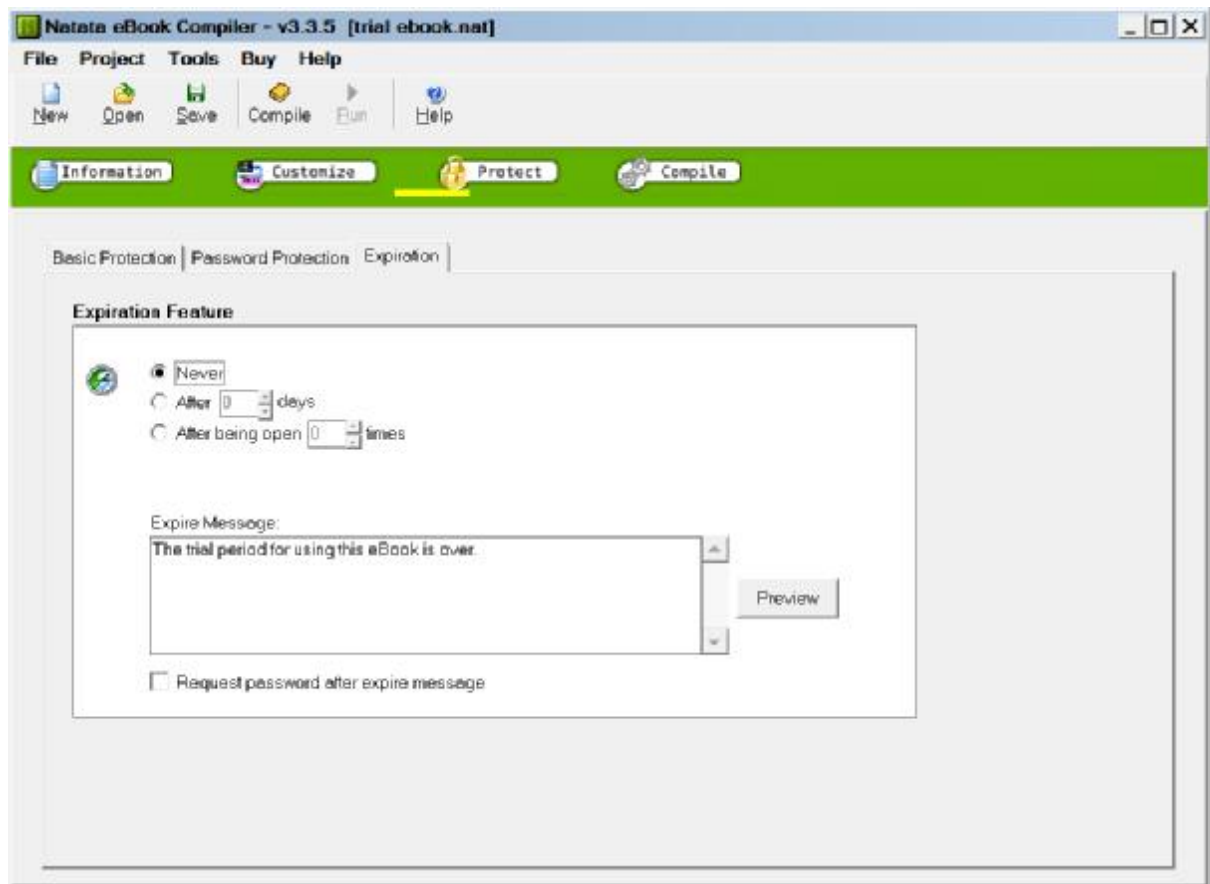 Natata eBook Compiler - v3.3.5 [trial ebook.nat]
File Project Tools Buy Help
New Open Save Compile Run Help
Information Customize Protect Compile
Basic Protection Password Protection Expiration
Expiration Feature
Never
After 0 days
After being open 0 times
Expire Message:
The trial period for using this eBook is over.
Preview
Request password after expire message